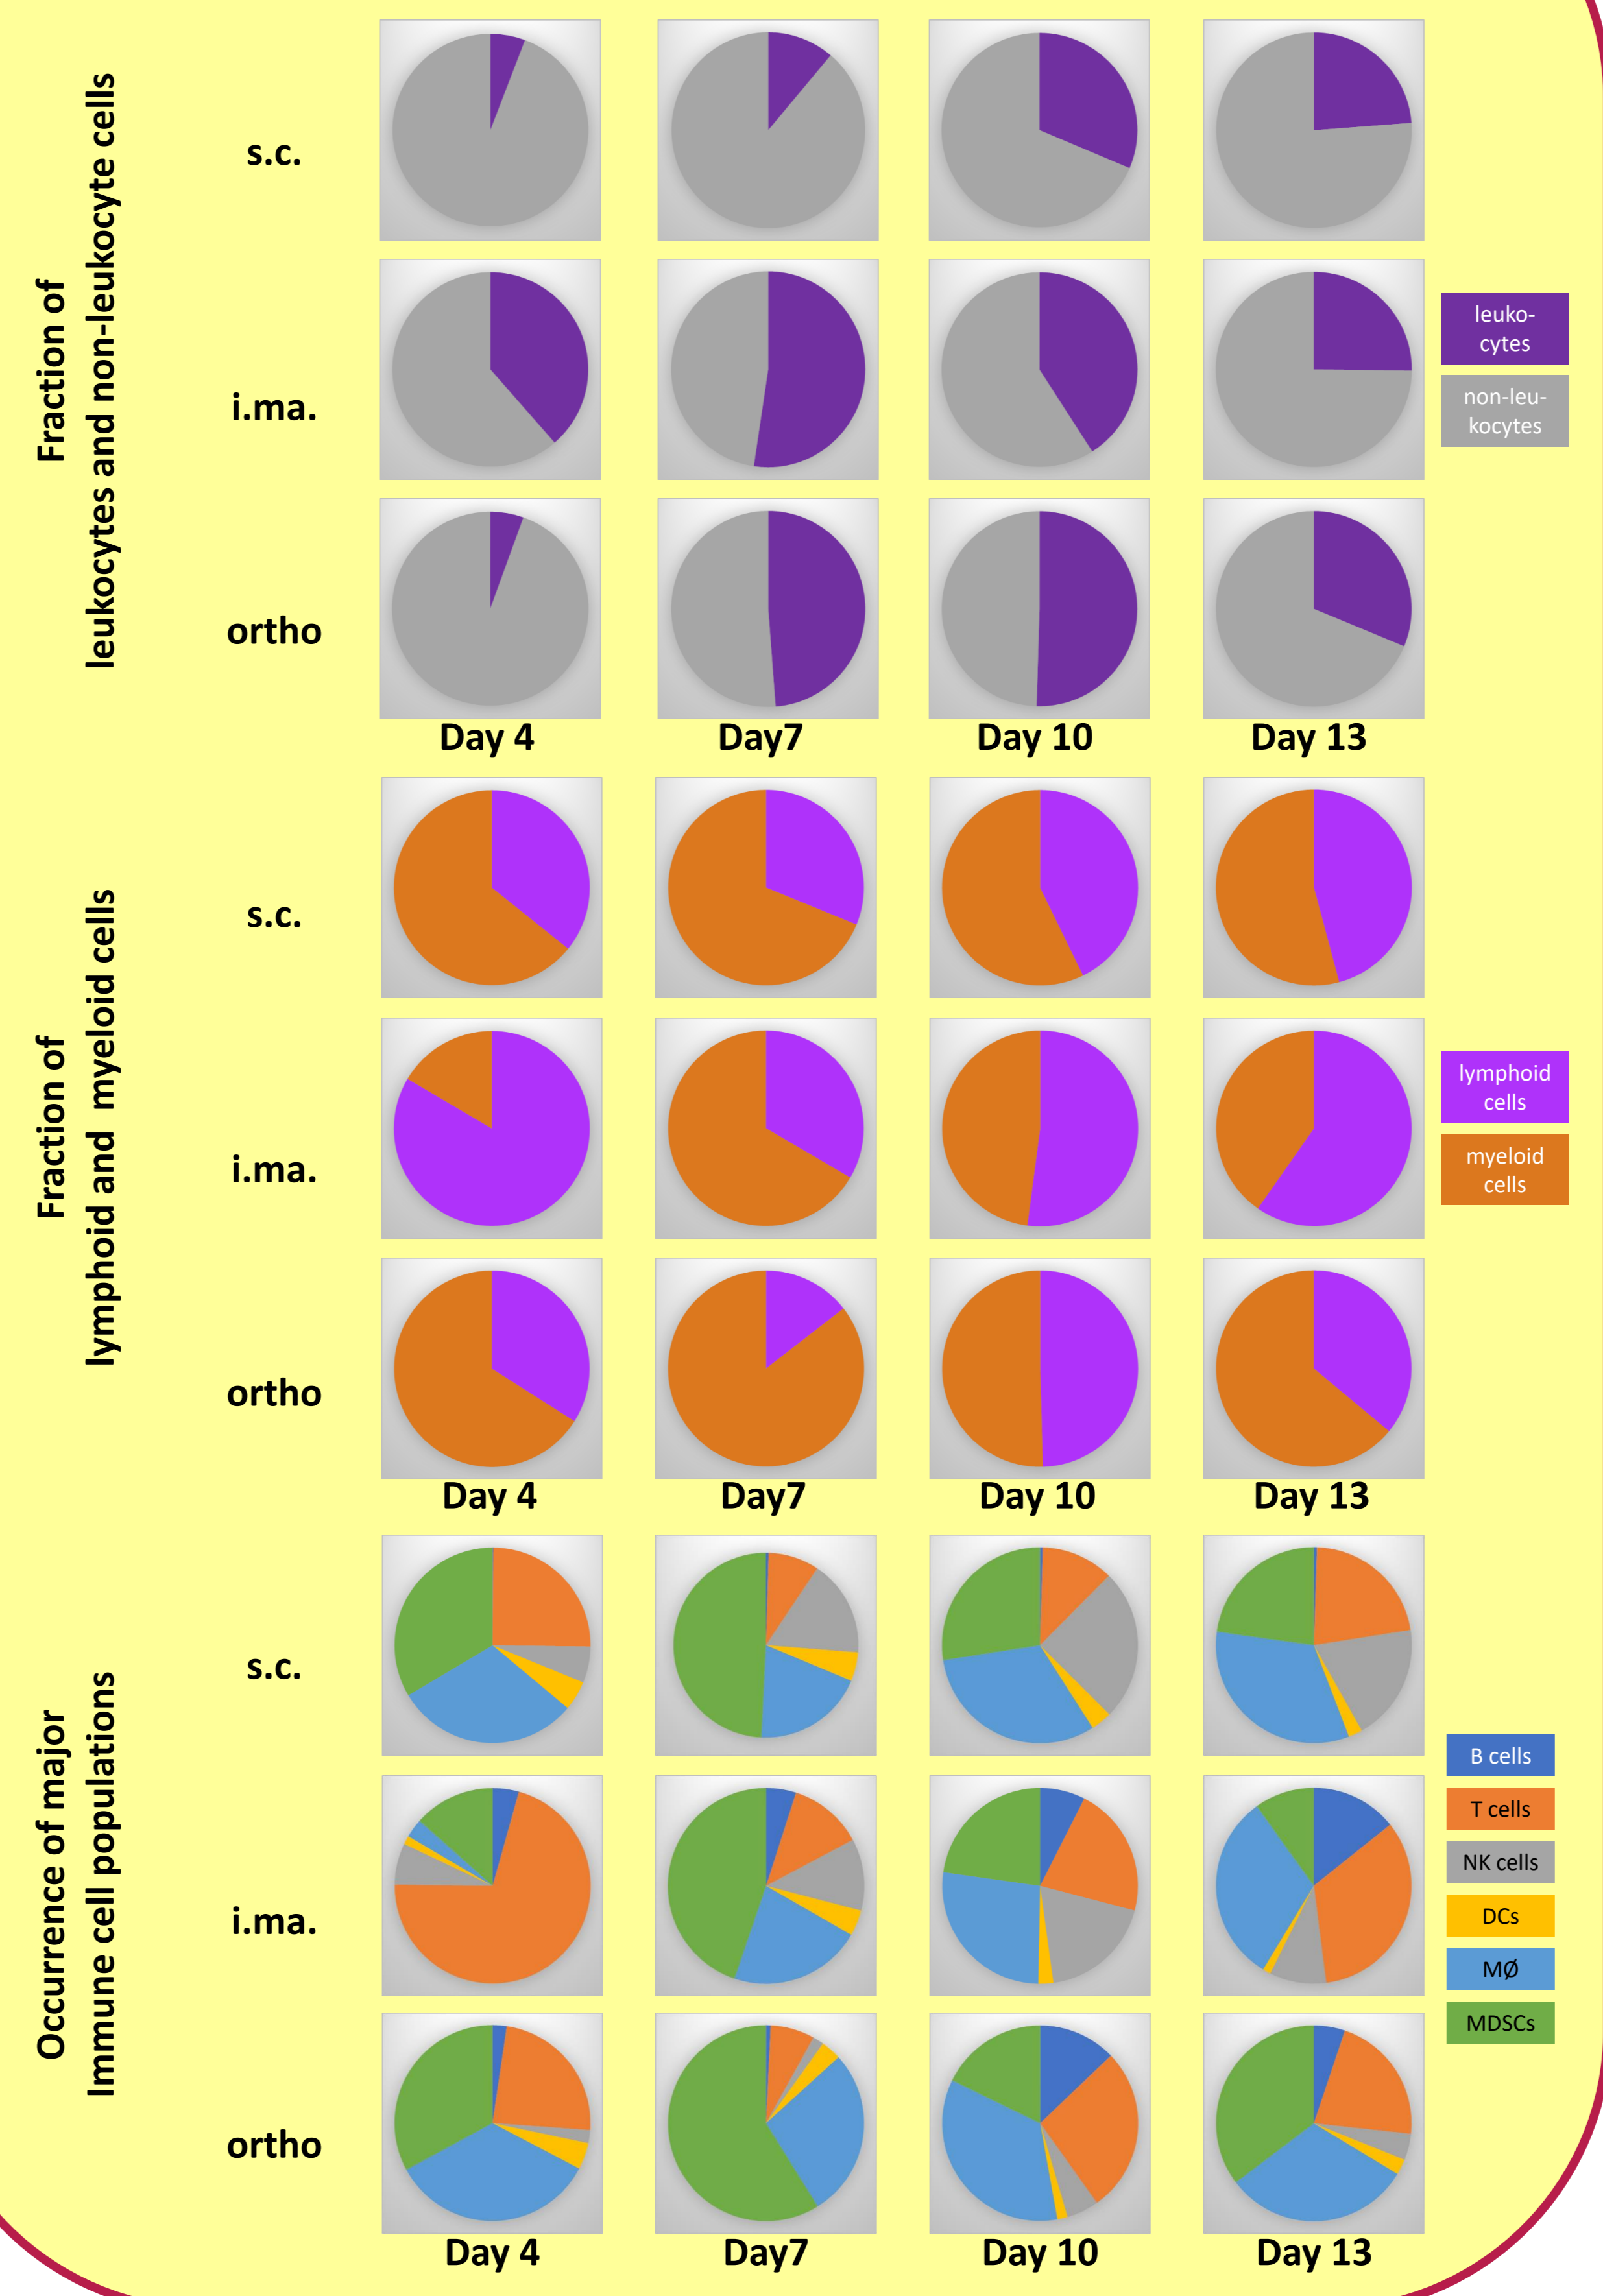 Fraction of
leukocytes and non-leukocyte cells
s.c.
i.ma.
ortho
leuko-
cytes
non-leu-
kocytes
Day 4
Day7
Day 10
Day 13
Fraction of
lymphoid and  myeloid cells
s.c.
i.ma.
ortho
lymphoid
cells
myeloid
cells
Day 4
Day7
Day 10
Day 13
Occurrence of major
Immune cell populations
s.c.
i.ma.
ortho
B cells
T cells
NK cells
DCs
MØ
MDSCs
Day 4
Day7
Day 10
Day 13